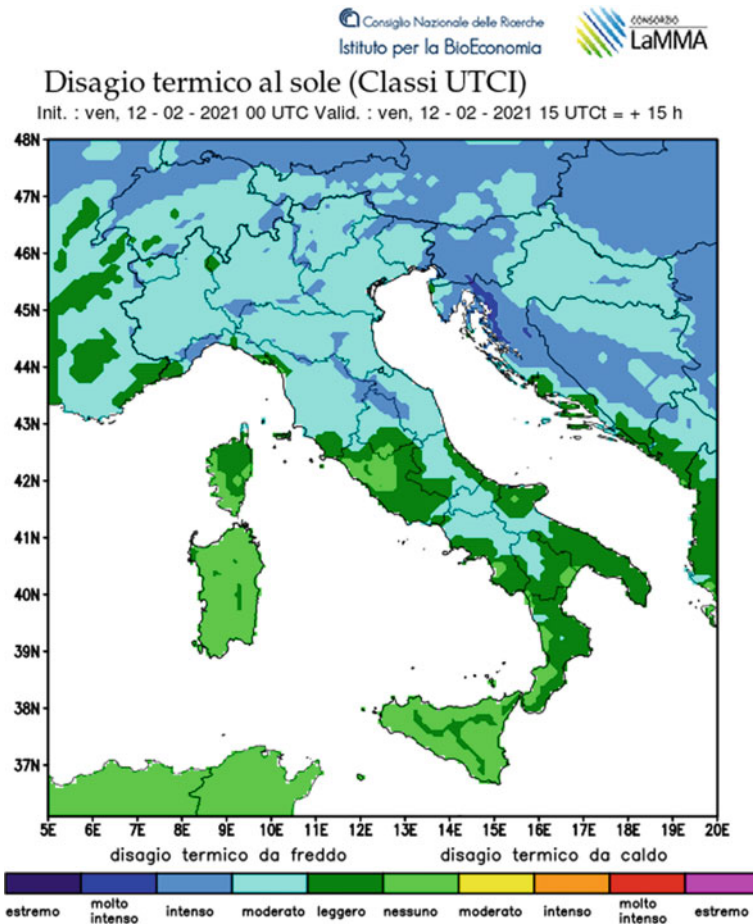 Consiglio Nazionale delle Ricerche
Istituto per la BioEconomia
CONSORZIO
LaMMA
Disagio termico al sole (Classi UTCI)
Init. : ven, 12 - 02 - 2021 00 UTC Valid. : ven, 12 - 02 - 2021 15 UTCt = + 15 h
48N
47N
46N
45N
44N
43N
42N
41N
40N
39N
38N
37N
5E 6E 7E 8E 9E 10E 11E 12E 13E 14E 15E 16E 17E 18E 19E 20E
disagio termico da freddo disagio termico da caldo
estremo molto intenso intenso moderato leggero nessuno moderato intenso molto intenso estremo